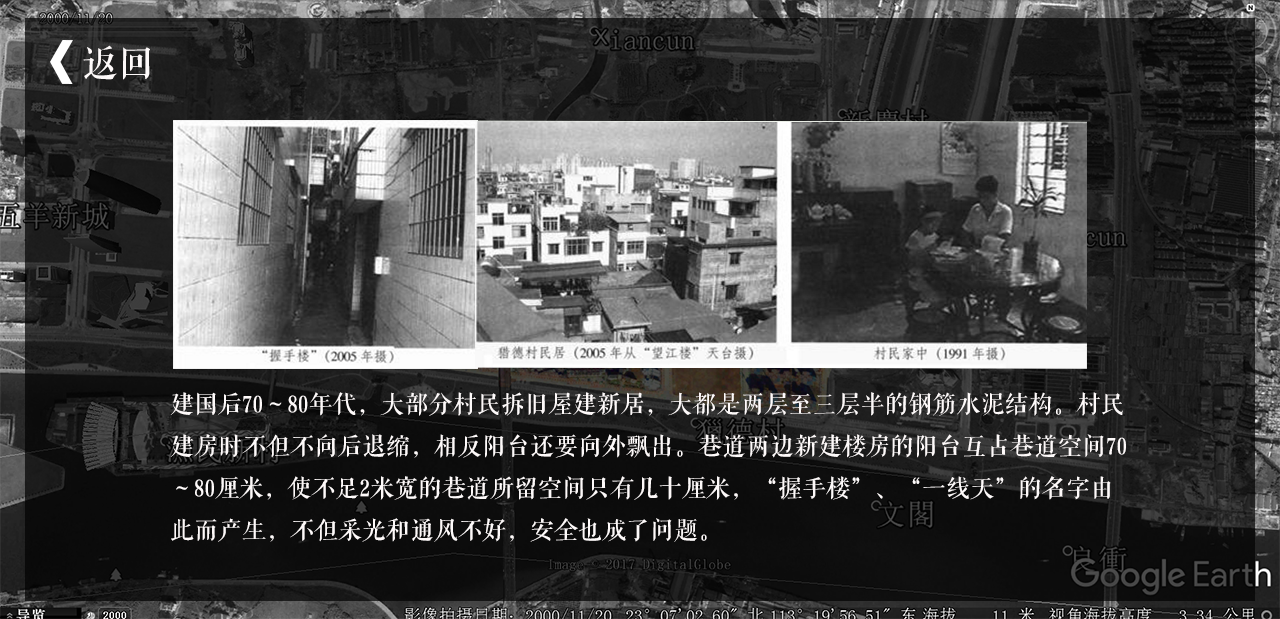 2000/11/20
Xiancun
返回
五羊新城
cun
“握手楼”（2005 年摄）
猎德村民居（2005 年从“望江楼”天台摄）
村民家中（1991 年摄）
建国后70～80年代，大部分村民拆旧屋建新居，大都是两层至三层半的钢筋水泥结构。村民
建房时不但不向后退缩，相反阳台还要向外飘出。巷道两边新建楼房的阳台互占巷道空间70
～80厘米，使不足2米宽的巷道所留空间只有几十厘米，“握手楼”、“一线天”的名字由
此而产生，不但采光和通风不好，安全也成了问题。
獵德村
文閣
Image © 2017 DigitalGlobe
Google Earth
导览
2000
影像拍摄日期: 2000/11/20 23°07'02.60" 北 113°19'56.51" 东 海拔 11 米 视角海拔高度 3.34 公里